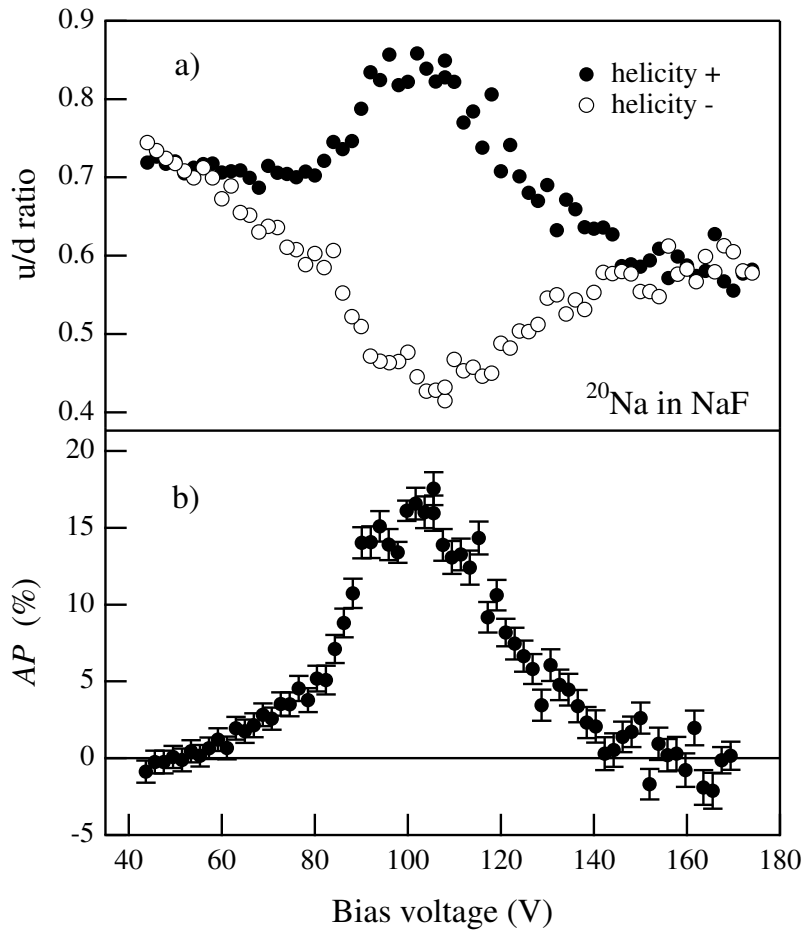 0.9
a)
helicity +
helicity -
0.8
0.7
0.6
0.5
0.4
u/d ratio
²⁰Na in NaF
20
b)
15
10
5
0
-5
AP (%)
40 60 80 100 120 140 160 180
Bias voltage (V)